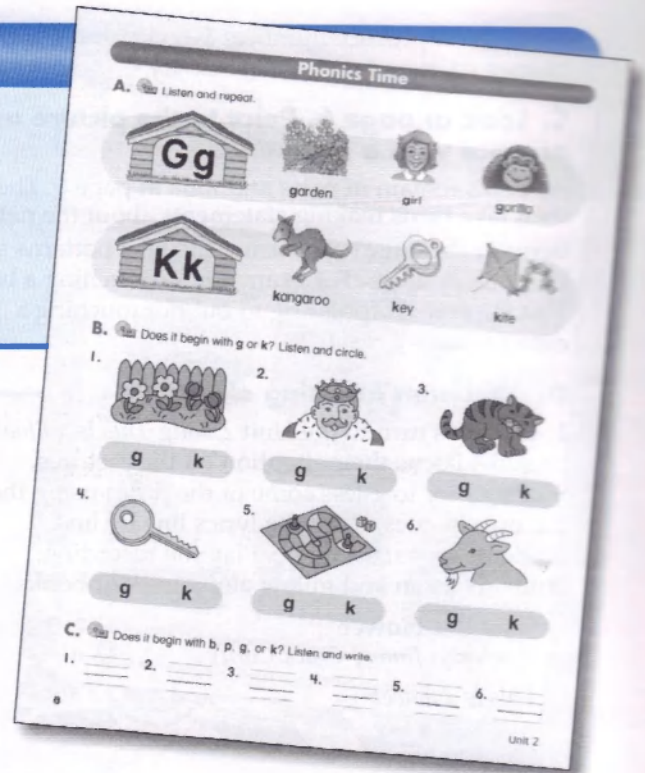 Phonics Time
A. Listen and repeat.
Gg
garden
girl
gorilla
Kk
kangaroo
key
kite
B. Does it begin with g or k? Listen and circle.
1.
2.
3.
g k
g k
g k
4.
5.
6.
g k
g k
g k
C. Does it begin with b, p, g, or k? Listen and write.
1. 2. 3. 4. 5. 6.
8
Unit 2